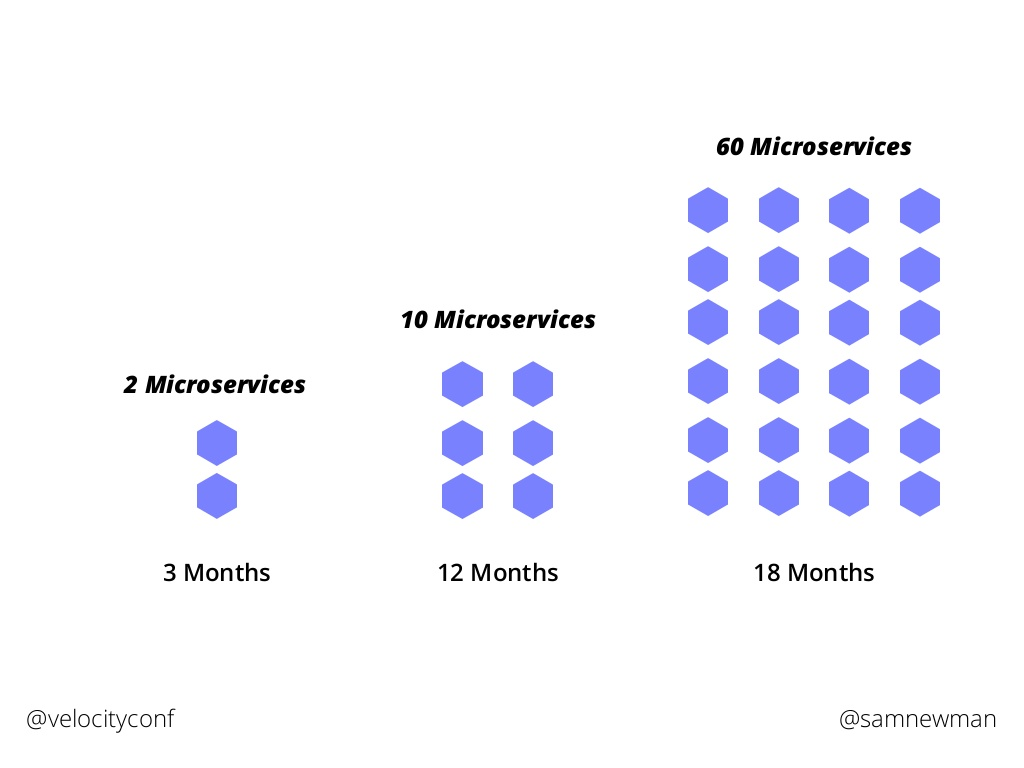 60 Microservices
10 Microservices
2 Microservices
3 Months
12 Months
18 Months
@velocityconf
@samnewman